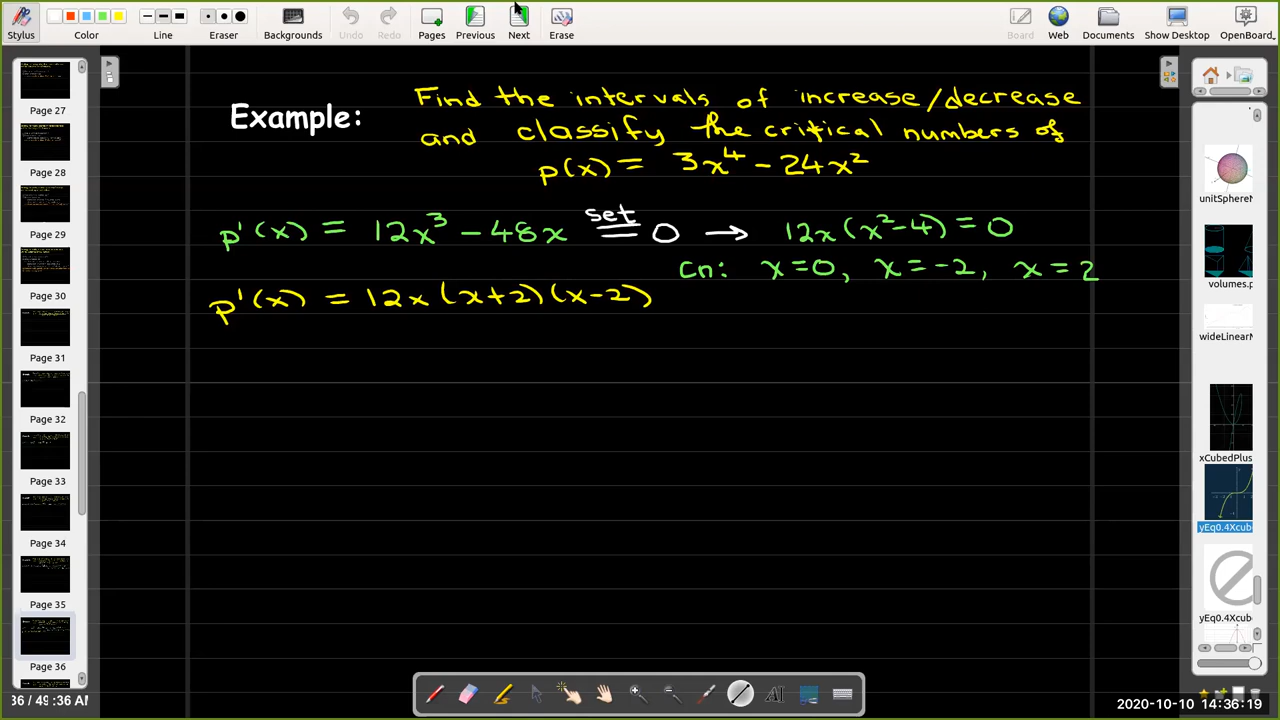 Stylus Color Line Eraser Backgrounds Undo Redo Pages Previous Next Erase Board Web Documents Show Desktop OpenBoard
Page 27
Page 28
Page 29
Page 30
Page 31
Page 32
Page 33
Page 34
Page 35
Page 36
36 / 49
:36 AM
Example:
Find the intervals of increase/decrease
and classify the critical numbers of
p(x) = 3x⁴ - 24x²
p'(x) = 12x³ - 48x set = 0 → 12x(x²-4) = 0
cn: x=0, x=-2, x=2
p'(x) = 12x(x+2)(x-2)
unitSphereN
volumes.p
wideLinearM
xCubedPlus
yEq0.4Xcub
yEq0.4Xcub
2020-10-10 14:36:19